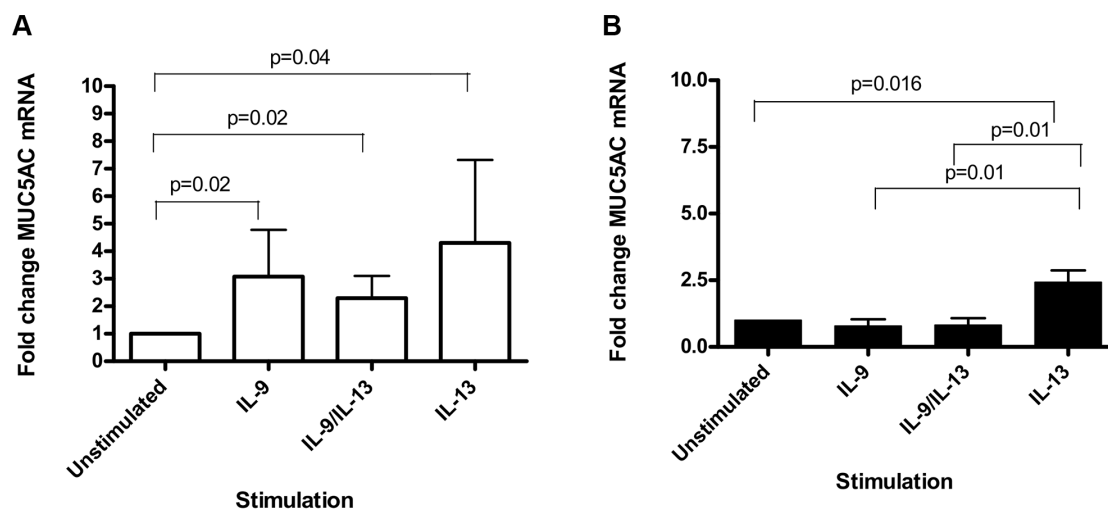 A
Fold change MUC5AC mRNA
10
9
8
7
6
5
4
3
2
1
0
p=0.04
p=0.02
p=0.02
Unstimulated
IL-9
IL-9/IL-13
IL-13
Stimulation
B
Fold change MUC5AC mRNA
10.0
7.5
5.0
2.5
0.0
p=0.016
p=0.01
p=0.01
Unstimulated
IL-9
IL-9/IL-13
IL-13
Stimulation